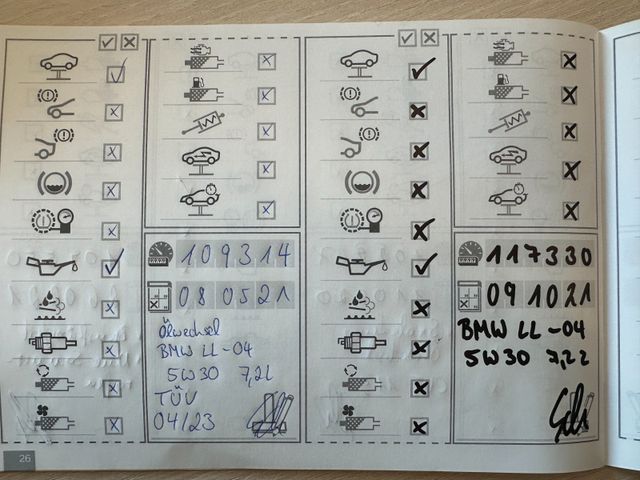 109314
080521
Ölwechsel
BMW LL-04
5W30 7,2L
TÜV
04/23
117330
091021
BMW LL-04
5W30 7,2L
26